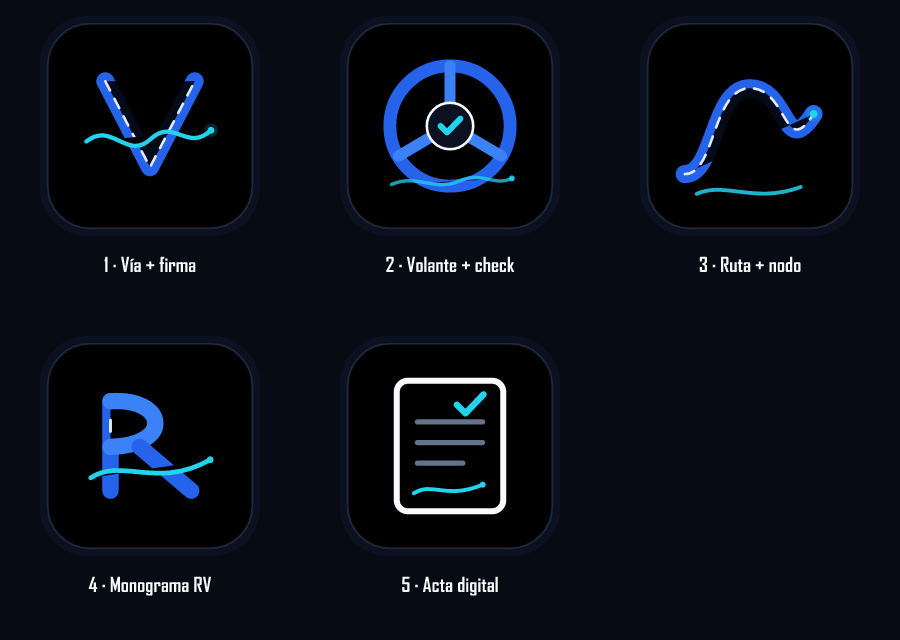 1 · Vía + firma
2 · Volante + check
3 · Ruta + nodo
4 · Monograma RV
5 · Acta digital